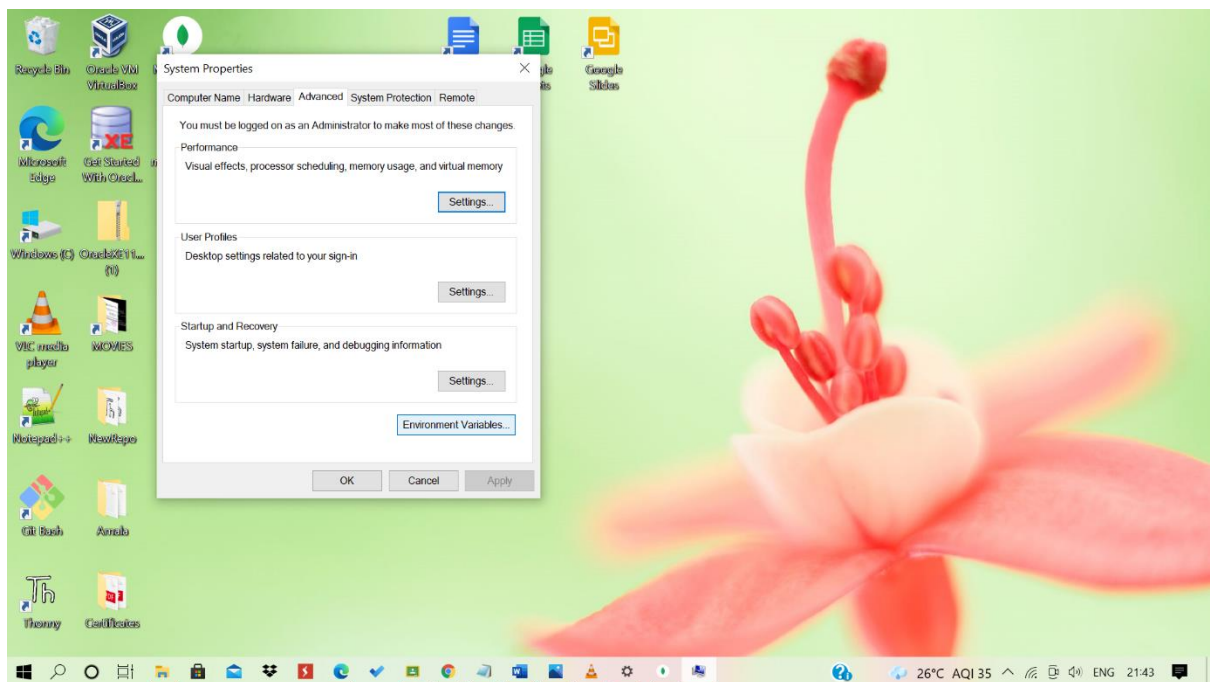 Recycle Bin
Oracle VM
VirtualBox
Google
Slides
System Properties
Computer Name Hardware Advanced System Protection Remote
You must be logged on as an Administrator to make most of these changes.
Performance
Visual effects, processor scheduling, memory usage, and virtual memory
Settings...
User Profiles
Desktop settings related to your sign-in
Settings...
Startup and Recovery
System startup, system failure, and debugging information
Settings...
Environment Variables...
OK Cancel Apply
Microsoft
Edge
XE
Get Started
With Oracl...
Windows (C)
OracleXE11...
(1)
VLC media
player
MOVIES
Notepad++
NewRepo
Git Bash
Th
Thonny
Certificates
26°C AQI 35 ENG 21:43